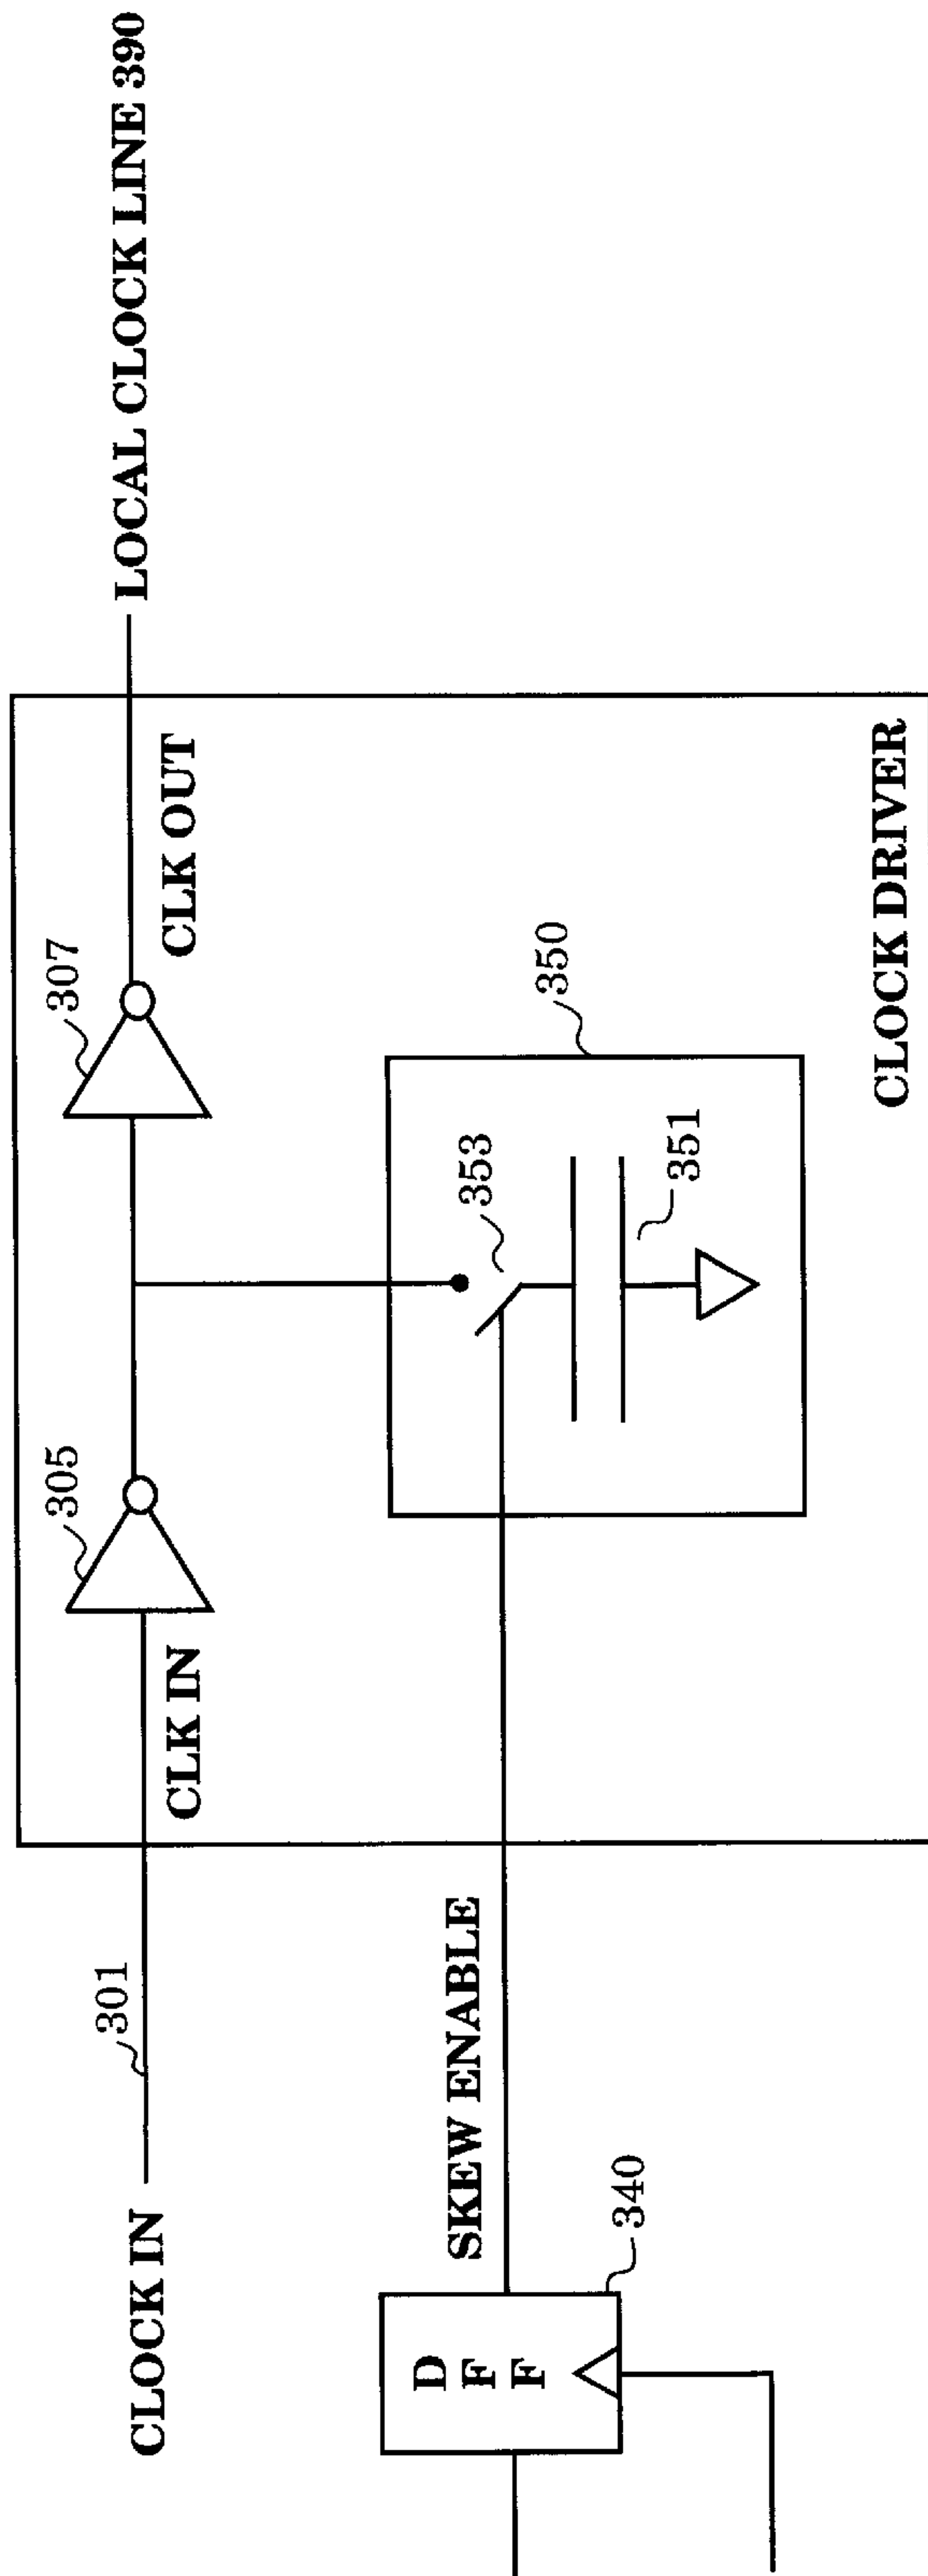 CLOCK IN
301
CLK IN
305
307
CLK OUT
LOCAL CLOCK LINE 390
SKEW ENABLE
D
F
F
340
353
351
350
CLOCK DRIVER